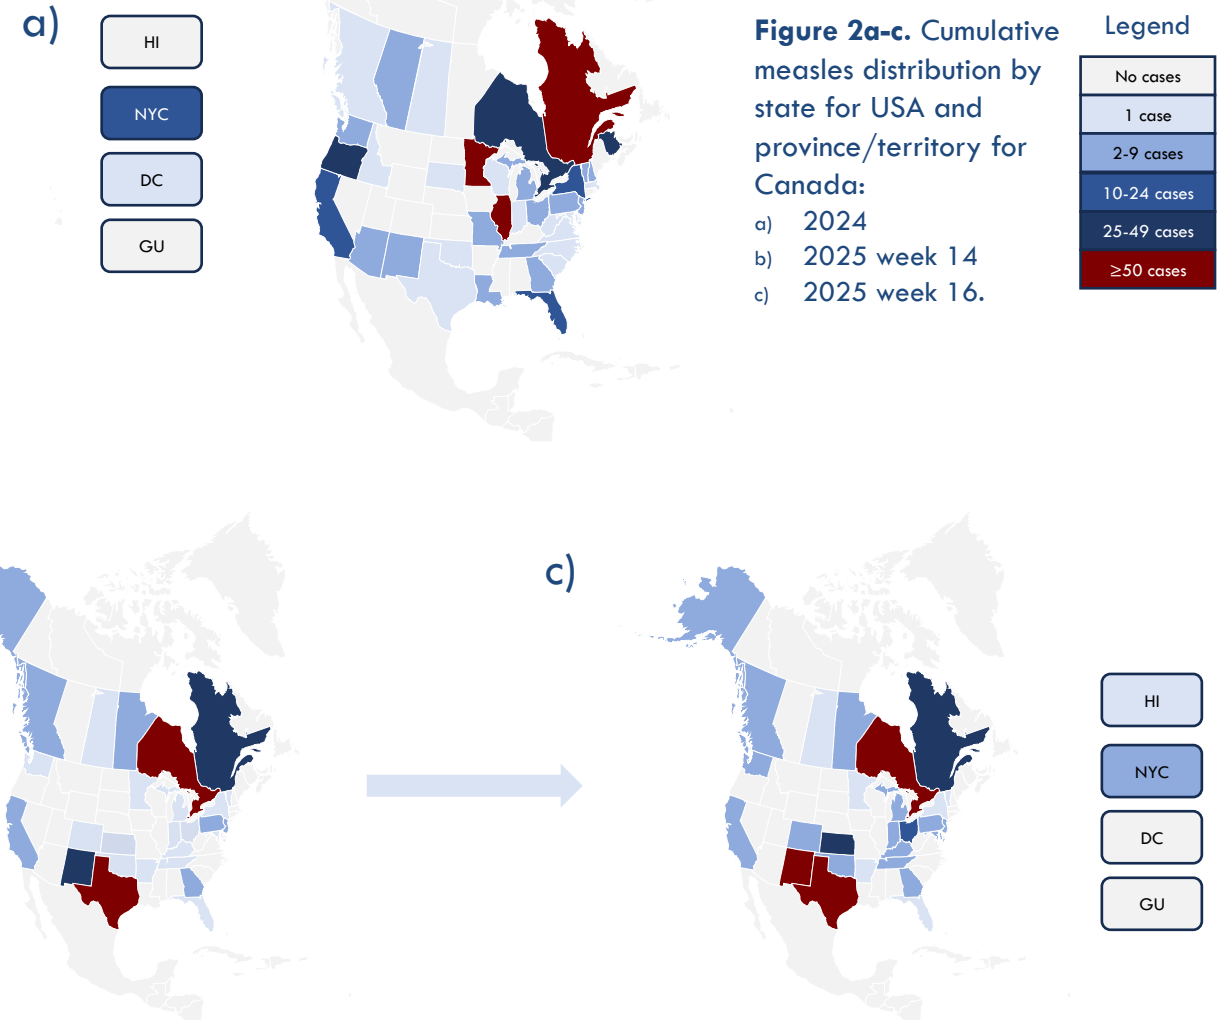 a)
HI
NYC
DC
GU
Figure 2a-c. Cumulative
measles distribution by
state for USA and
province/territory for
Canada:
a) 2024
b) 2025 week 14
c) 2025 week 16.
Legend
No cases
1 case
2-9 cases
10-24 cases
25-49 cases
≥50 cases
c)
HI
NYC
DC
GU